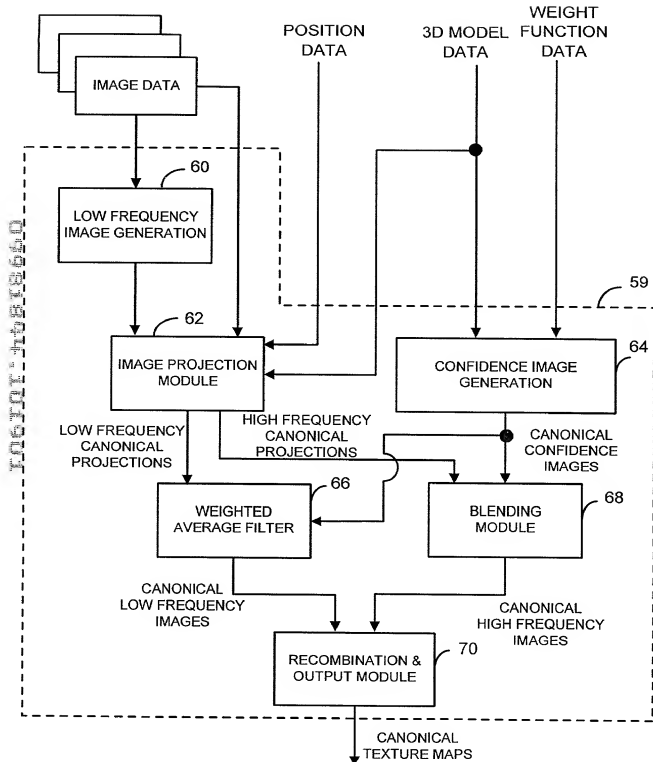 POSITION
DATA
3D MODEL
DATA
WEIGHT
FUNCTION
DATA
IMAGE DATA
60
LOW FREQUENCY
IMAGE GENERATION
59
62
IMAGE PROJECTION
MODULE
64
CONFIDENCE IMAGE
GENERATION
LOW FREQUENCY
CANONICAL
PROJECTIONS
HIGH FREQUENCY
CANONICAL
PROJECTIONS
CANONICAL
CONFIDENCE
IMAGES
66
WEIGHTED
AVERAGE FILTER
68
BLENDING
MODULE
CANONICAL
LOW FREQUENCY
IMAGES
CANONICAL
HIGH FREQUENCY
IMAGES
70
RECOMBINATION &
OUTPUT MODULE
CANONICAL
TEXTURE MAPS